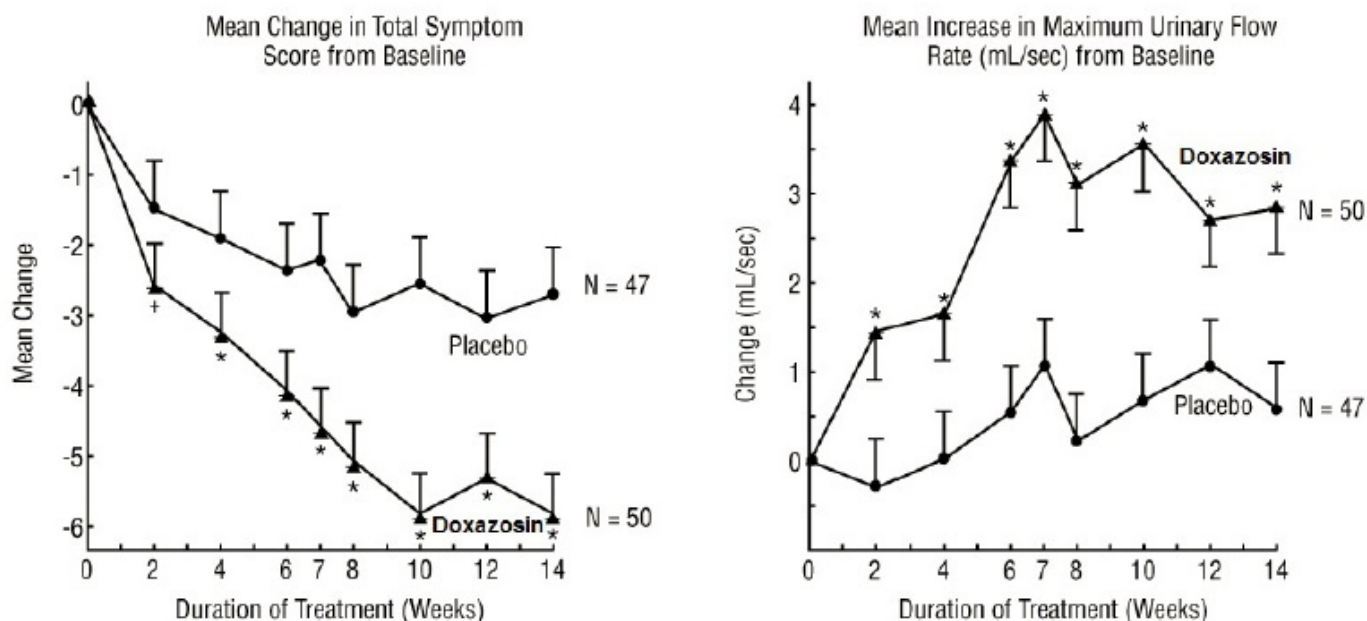 Mean Change in Total Symptom
Score from Baseline
-0
-1
-2
-3
-4
-5
-6
Mean Change
*
*
*
*
*
*
*
†
N = 47
Placebo
Doxazosin
N = 50
0 2 4 6 7 8 10 12 14
Duration of Treatment (Weeks)
Mean Increase in Maximum Urinary Flow
Rate (mL/sec) from Baseline
4
3
2
1
0
Change (mL/sec)
*
*
*
*
*
*
*
*
Doxazosin
N = 50
Placebo
N = 47
0 2 4 6 7 8 10 12 14
Duration of Treatment (Weeks)